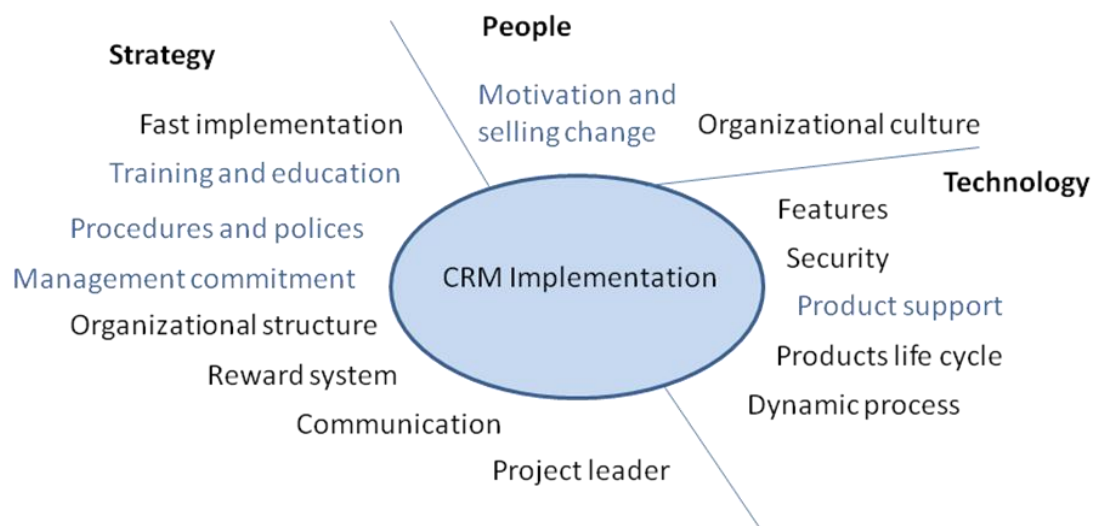 Strategy
Fast implementation
Training and education
Procedures and polices
Management commitment
Organizational structure
Reward system
Communication
Project leader
People
Motivation and
selling change
Organizational culture
Technology
Features
Security
Product support
Products life cycle
Dynamic process
CRM Implementation